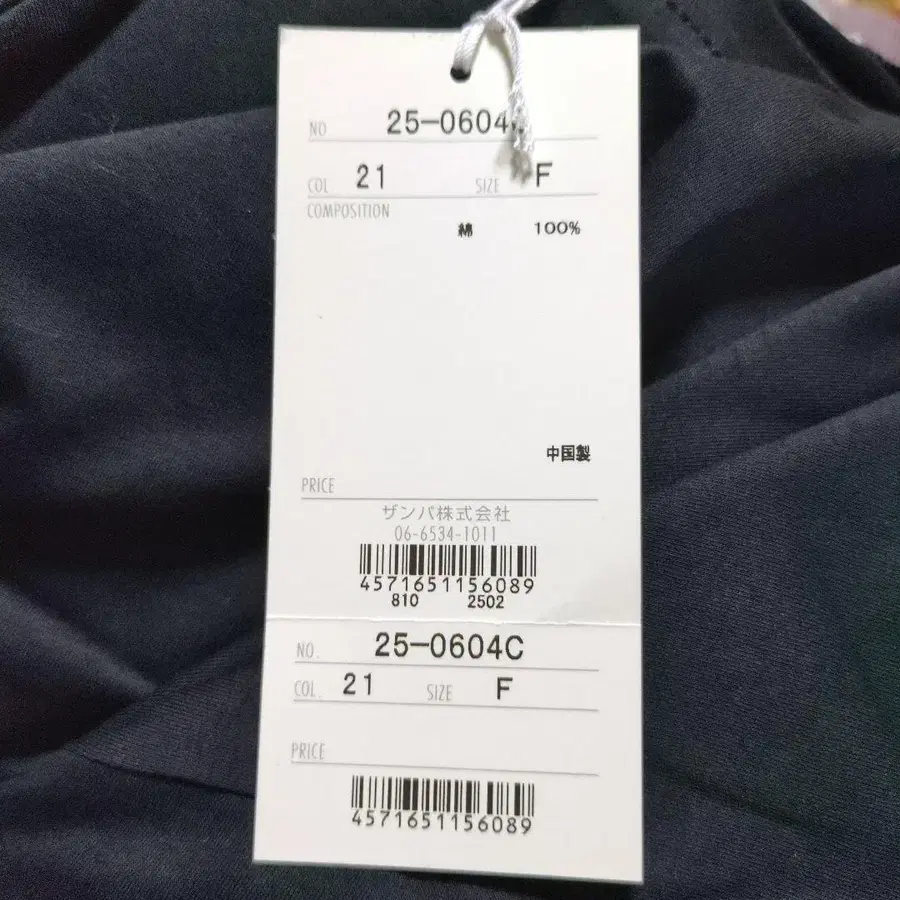 NO 25-0604
COL 21 SIZE F
COMPOSITION
綿 100%
中国製
PRICE
ザンパ株式会社
06-6534-1011
4571651156089
810 2502
NO. 25-0604C
COL. 21 SIZE F
PRICE
4571651156089